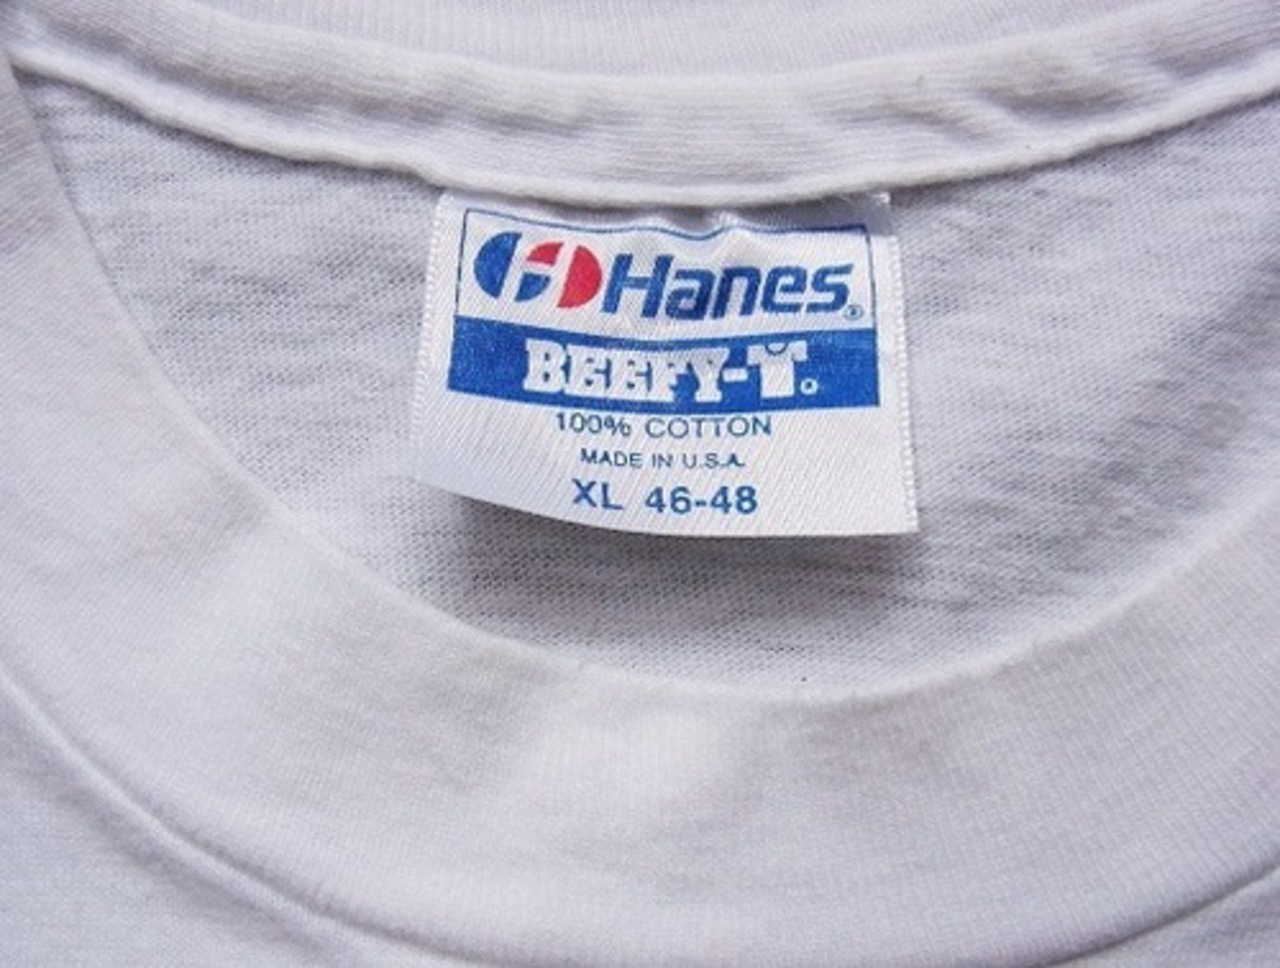 Hanes®
BEEFY-T®
100% COTTON
MADE IN U.S.A.
XL 46-48